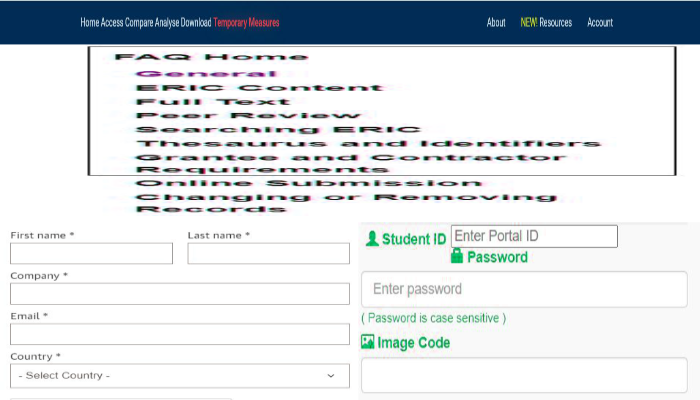 Home Access Compare Analyse Download Temporary Measures About NEW! Resources Account
FAQ Home
General
ERIC Content
Full Text
Peer Review
Searching ERIC
Thesaurus and Identifiers
Grantee and Contractor
Requirements
Online Submission
Changing or Removing
Records
First name * Last name *
Company *
Email *
Country *
- Select Country -
Student ID Enter Portal ID
Password
Enter password
( Password is case sensitive )
Image Code